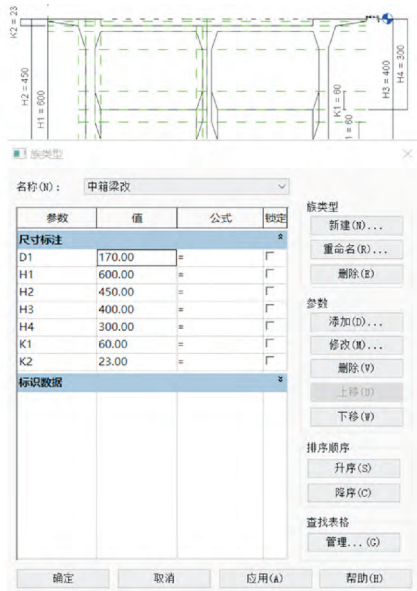 K2 = 23
H2 = 450
H1 = 600
K1 = 60
= 60
H3 = 400
H4 = 300
族类型
名称(N)： 中箱梁改
参数 值 公式 锁定
尺寸标注
D1 170.00 =
H1 600.00 =
H2 450.00 =
H3 400.00 =
H4 300.00 =
K1 60.00 =
K2 23.00 =
标识数据
族类型
新建(N)...
重命名(R)...
删除(E)
参数
添加(D)...
修改(M)...
删除(V)
上移(U)
下移(W)
排序顺序
升序(S)
降序(C)
查找表格
管理...(G)
确定 取消 应用(A) 帮助(H)